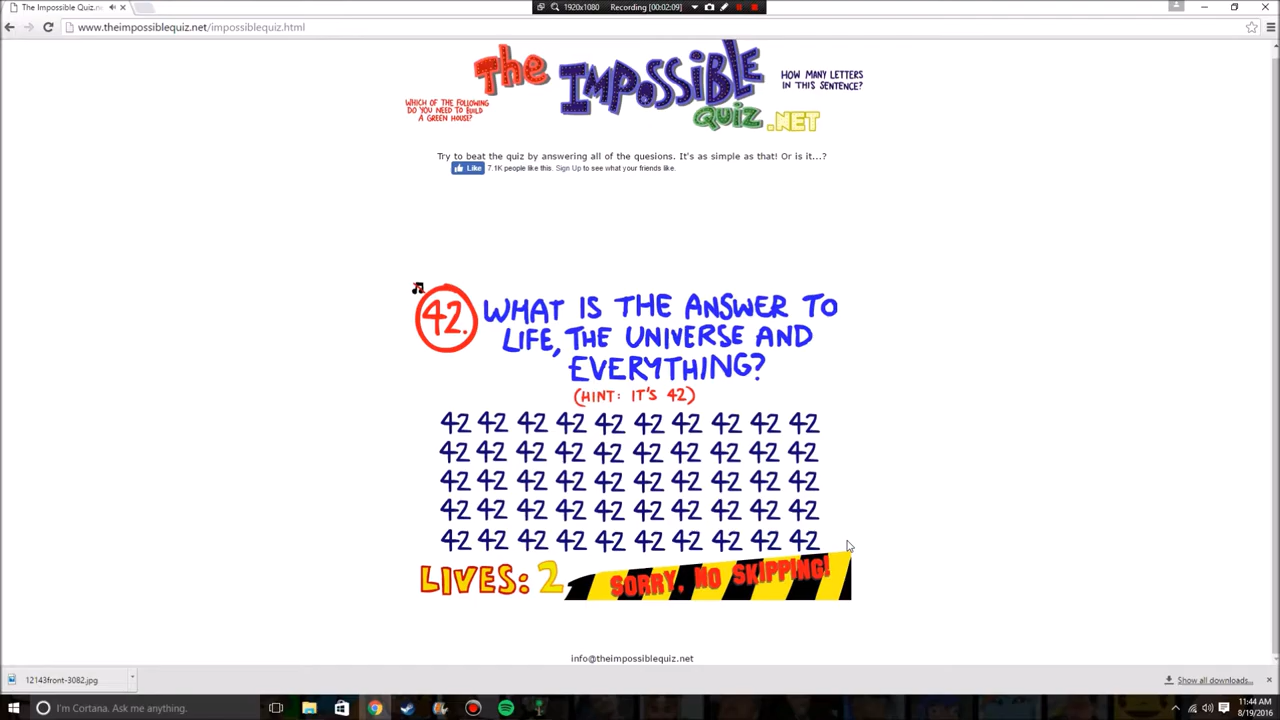 The Impossible Quiz.n
1920x1080 Recording [00:02:09]
www.theimpossiblequiz.net/impossiblequiz.html
The IMPOSSIBLE QUIZ .NET
WHICH OF THE FOLLOWING
DO YOU NEED TO BUILD
A GREEN HOUSE?
HOW MANY LETTERS
IN THIS SENTENCE?
Try to beat the quiz by answering all of the quesions. It's as simple as that! Or is it...?
Like 7.1K people like this. Sign Up to see what your friends like.
42. WHAT IS THE ANSWER TO
LIFE, THE UNIVERSE AND
EVERYTHING?
(HINT: IT'S 42)
42 42 42 42 42 42 42 42 42 42
42 42 42 42 42 42 42 42 42 42
42 42 42 42 42 42 42 42 42 42
42 42 42 42 42 42 42 42 42 42
42 42 42 42 42 42 42 42 42 42
LIVES: 2 SORRY, NO SKIPPING!
info@theimpossiblequiz.net
12143front-3082.jpg Show all downloads...
I'm Cortana. Ask me anything. 11:44 AM
8/19/2016